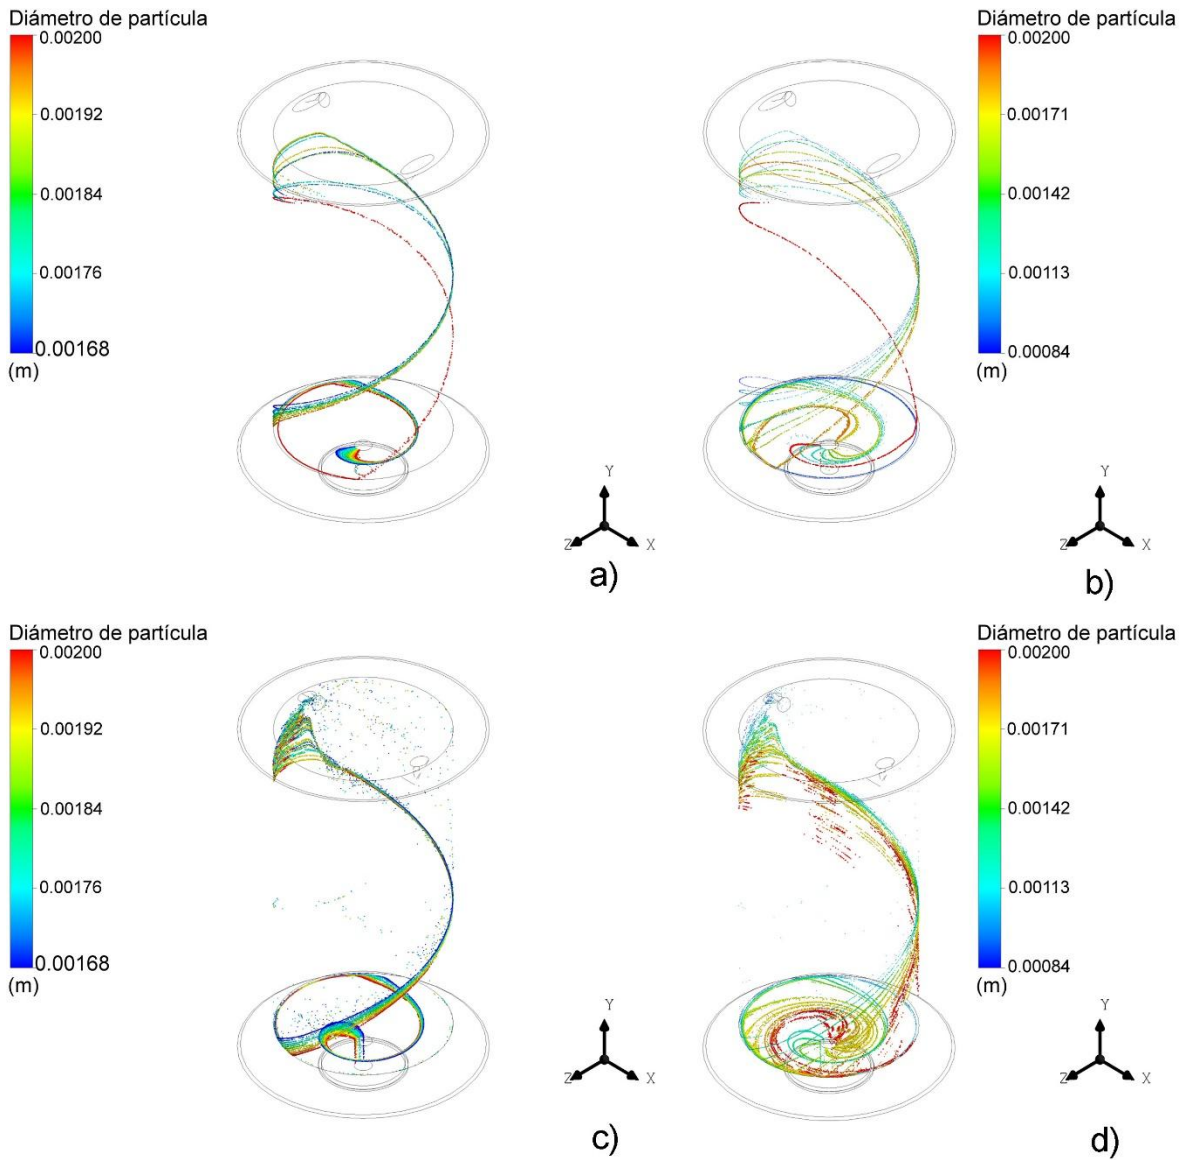 Diámetro de partícula
0.00200
0.00192
0.00184
0.00176
0.00168
(m)
Y
Z
X
a)
Diámetro de partícula
0.00200
0.00171
0.00142
0.00113
0.00084
(m)
Y
Z
X
b)
Diámetro de partícula
0.00200
0.00192
0.00184
0.00176
0.00168
(m)
Y
Z
X
c)
Diámetro de partícula
0.00200
0.00171
0.00142
0.00113
0.00084
(m)
Y
Z
X
d)